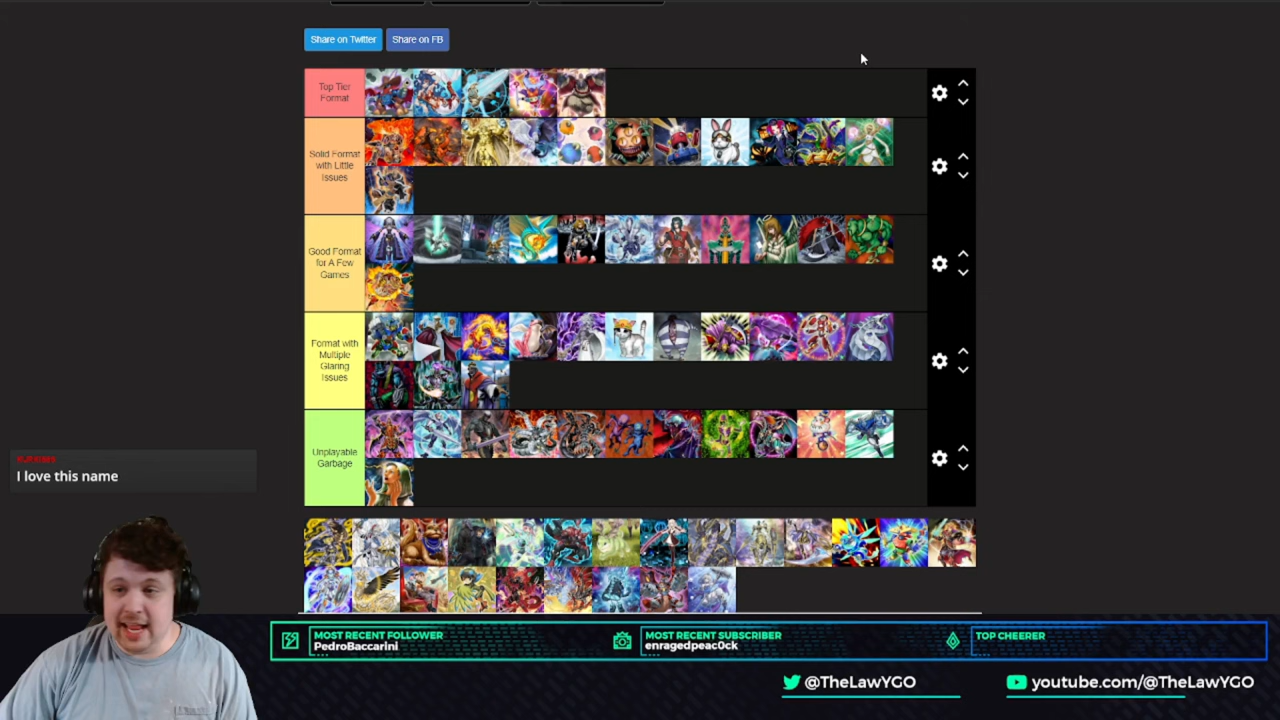 Share on Twitter
Share on FB
Top Tier
Format
Solid Format
with Little
Issues
Good Format
for A Few
Games
Format with
Multiple
Glaring
Issues
Unplayable
Garbage
I love this name
MOST RECENT FOLLOWER
PedroBaccarini
MOST RECENT SUBSCRIBER
enragedpeac0ck
TOP CHEERER
@TheLawYGO
youtube.com/@TheLawYGO